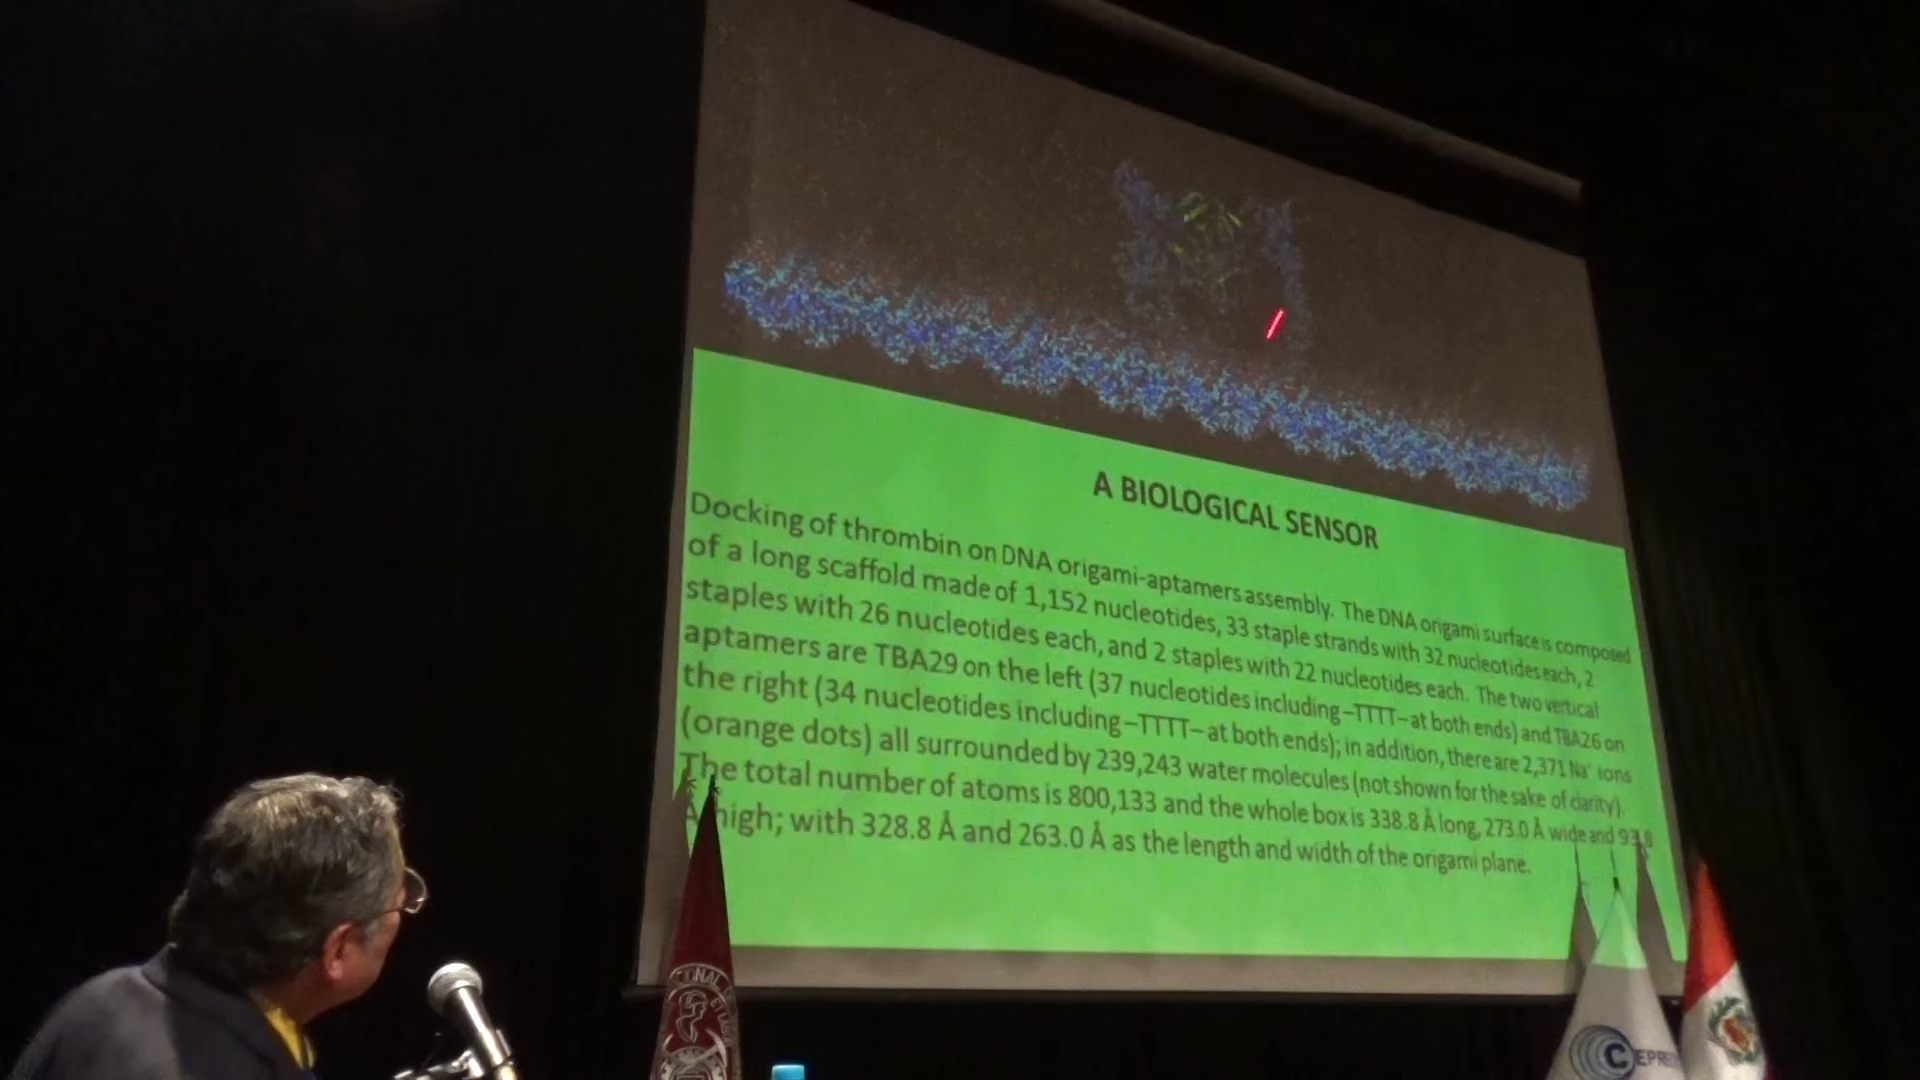 A BIOLOGICAL SENSOR
Docking of thrombin on DNA origami-aptamers assembly. The DNA origami surface is composed
of a long scaffold made of 1,152 nucleotides, 33 staple strands with 32 nucleotides each, 2
staples with 26 nucleotides each, and 2 staples with 22 nucleotides each. The two vertical
aptamers are TBA29 on the left (37 nucleotides including –TTTT– at both ends) and TBA26 on
the right (34 nucleotides including –TTTT– at both ends); in addition, there are 2,371 Na⁺ ions
(orange dots) all surrounded by 239,243 water molecules (not shown for the sake of clarity).
The total number of atoms is 800,133 and the whole box is 338.8 Å long, 273.0 Å wide and 93.8
Å high; with 328.8 Å and 263.0 Å as the length and width of the origami plane.
IONAL
CEPRE